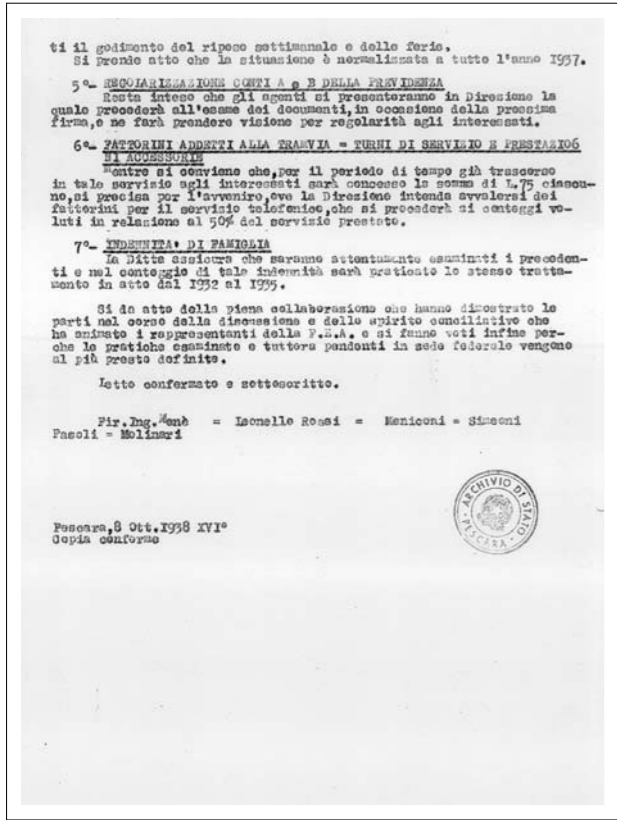 ti il godimento del riposo settimanale e delle ferie.
Si prende atto che la situazione è normalizzata a tutto l'anno I937.
5°- REGOLARIZZAZIONE CONTI A e B DELLA PREVIDENZA
Resta inteso che gli agenti si presenteranno in Direzione la
quale procederà all'esame dei documenti, in occasione della prossima
firma, e ne farà prendere visione per regolarità agli interessati.
6°- FATTORINI ADDETTI ALLA TRAMVIA = TURNI DI SERVIZIO E PRESTAZIO6
NI ACCESSORIE
Mentre si conviene che, per il periodo di tempo già trascorso
in tale servizio agli interessati sarà concesso la somma di L.75 ciascu-
no, si precisa per l'avvenire, ove la Direzione intenda avvalersi dei
fattorini per il servizio telefonico, che si procederà ai conteggi vo-
luti in relazione al 50% del servizio prestato.
7°- INDENNITA' DI FAMIGLIA
La Ditta assicura che saranno attentamente esaminati i preceden-
ti e nel conteggio di tale indennità sarà praticato lo stesso tratta-
mento in atto dal I932 al I935.
Si da atto della piena collaborazione che hanno dimostrato le
parti nel corso della discussione e dello spirito conciliativo che
ha animato i rappresentanti della F.E.A. e si fanno voti infine per-
che le pratiche esaminate e tuttora pendenti in sede federale vengono
al più presto definite.
Letto confermato e sottoscritto.
Fir. Ing. Menè = Leonello Rossi = Meniconi = Simeoni
Pasoli = Molinari
ARCHIVIO DI STATO
PESCARA
Pescara, 8 Ott. I938 XVI°
Copia conforme